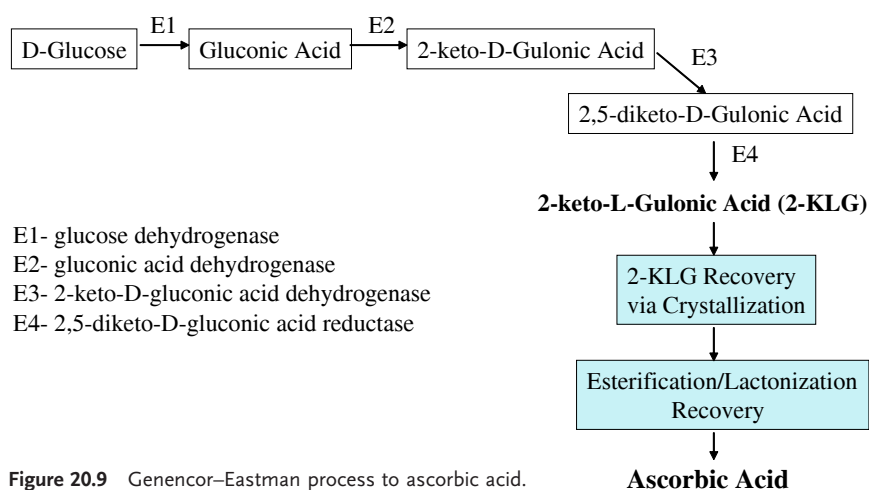 E1
E2
D-Glucose
Gluconic Acid
2-keto-D-Gulonic Acid
E3
2,5-diketo-D-Gulonic Acid
E4
2-keto-L-Gulonic Acid (2-KLG)
E1- glucose dehydrogenase
E2- gluconic acid dehydrogenase
E3- 2-keto-D-gluconic acid dehydrogenase
E4- 2,5-diketo-D-gluconic acid reductase
2-KLG Recovery
via Crystallization
Esterification/Lactonization
Recovery
Ascorbic Acid
Figure 20.9 Genencor–Eastman process to ascorbic acid.